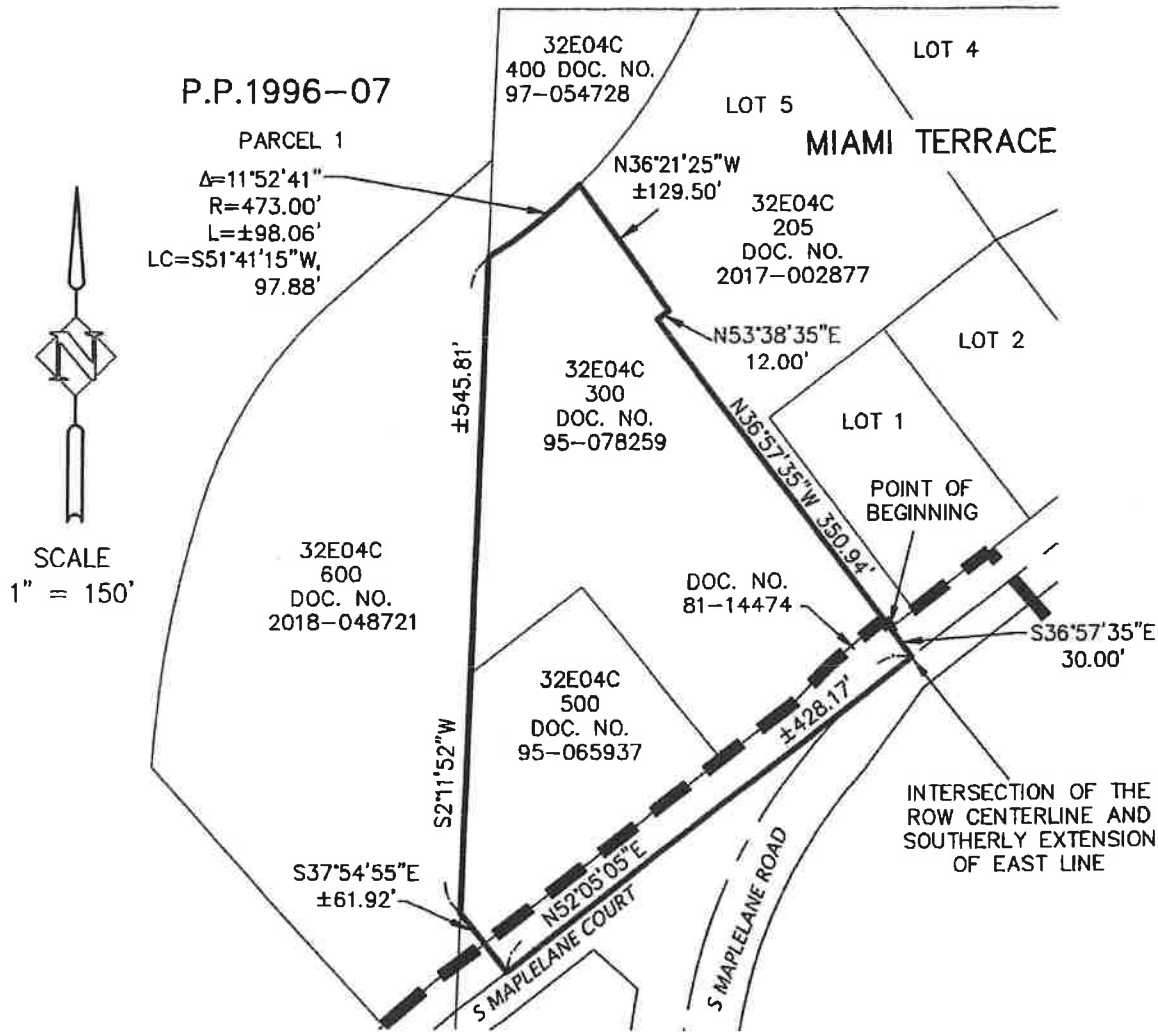 32E04C
400 DOC. NO.
97-054728
LOT 4
P.P.1996-07
LOT 5
MIAMI TERRACE
PARCEL 1
Δ=11°52'41"
R=473.00'
L=±98.06'
LC=S51°41'15"W,
97.88'
N36°21'25"W
±129.50'
32E04C
205
DOC. NO.
2017-002877
N53°38'35"E
12.00'
LOT 2
N
±545.81'
32E04C
300
DOC. NO.
95-078259
N36°57'35"W 350.94'
LOT 1
POINT OF
BEGINNING
SCALE
1" = 150'
32E04C
600
DOC. NO.
2018-048721
DOC. NO.
81-14474
S36°57'35"E
30.00'
32E04C
500
DOC. NO.
95-065937
±428.17'
S2°11'52"W
INTERSECTION OF THE
ROW CENTERLINE AND
SOUTHERLY EXTENSION
OF EAST LINE
S37°54'55"E
±61.92'
N52°05'05"E
S MAPLELANE COURT
S MAPLELANE ROAD